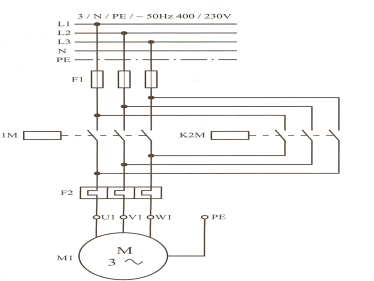 3 / N / PE / ~ 50Hz 400 / 230V
L1
L2
L3
N
PE
F1
1M
K2M
F2
U1
V1
W1
PE
M1
M
3 ~